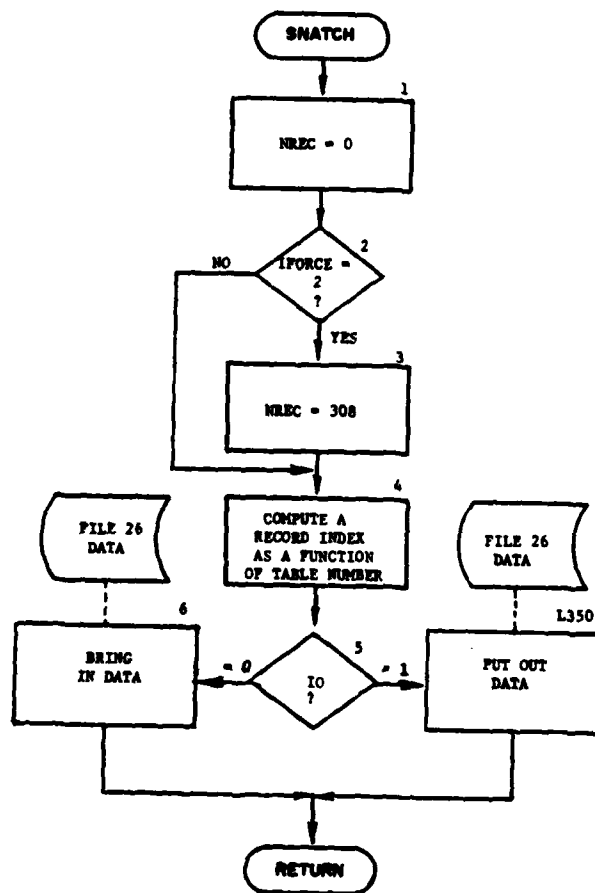 SNATCH
1
NREC = 0
2
IFORCE =
2
?
NO
YES
3
NREC = 308
4
COMPUTE A
RECORD INDEX
AS A FUNCTION
OF TABLE NUMBER
FILE 26
DATA
FILE 26
DATA
6
BRING
IN DATA
= 0
5
IO
?
= 1
L350
PUT OUT
DATA
RETURN